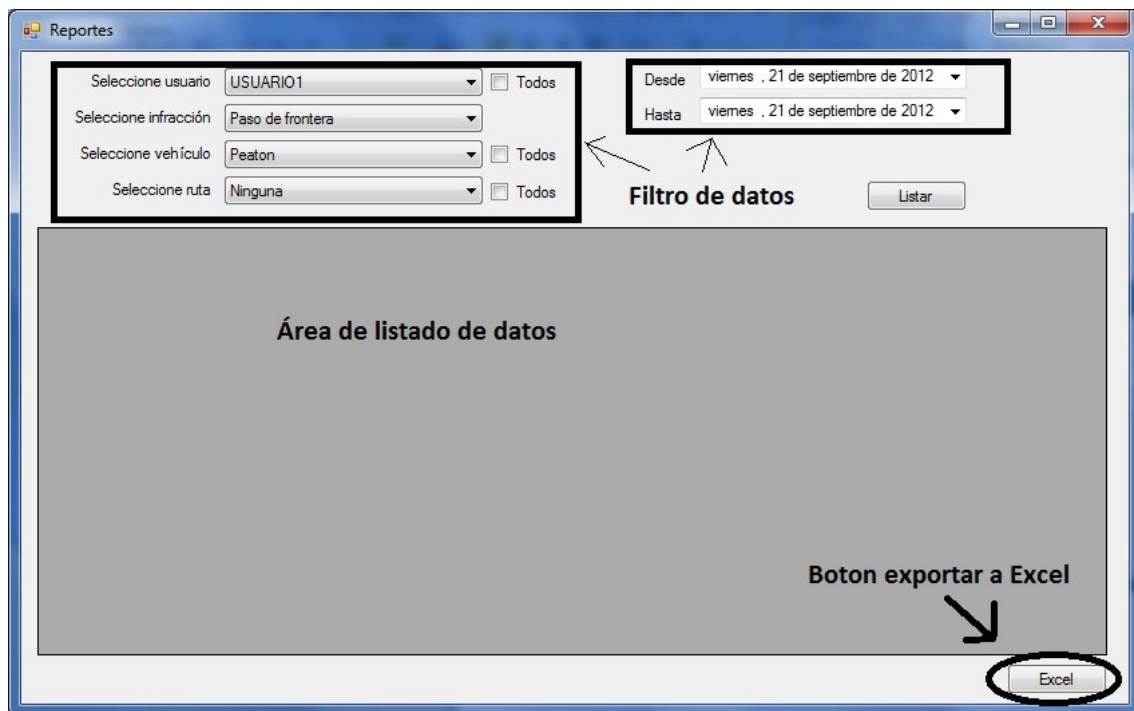 Reportes
Seleccione usuario USUARIO1 Todos
Seleccione infracción Paso de frontera
Seleccione vehículo Peaton Todos
Seleccione ruta Ninguna Todos
Desde viernes , 21 de septiembre de 2012
Hasta viernes , 21 de septiembre de 2012
Filtro de datos
Listar
Área de listado de datos
Boton exportar a Excel
Excel